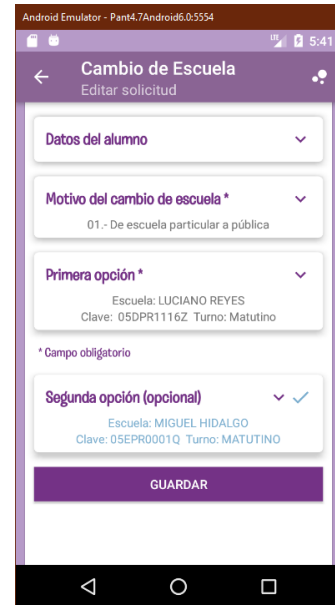 Android Emulator - Pant4.7Android6.0:5554
LTE 5:41
Cambio de Escuela
Editar solicitud
Datos del alumno
Motivo del cambio de escuela *
01.- De escuela particular a pública
Primera opción *
Escuela: LUCIANO REYES
Clave: 05DPR1116Z Turno: Matutino
* Campo obligatorio
Segunda opción (opcional)
Escuela: MIGUEL HIDALGO
Clave: 05EPR0001Q Turno: MATUTINO
GUARDAR